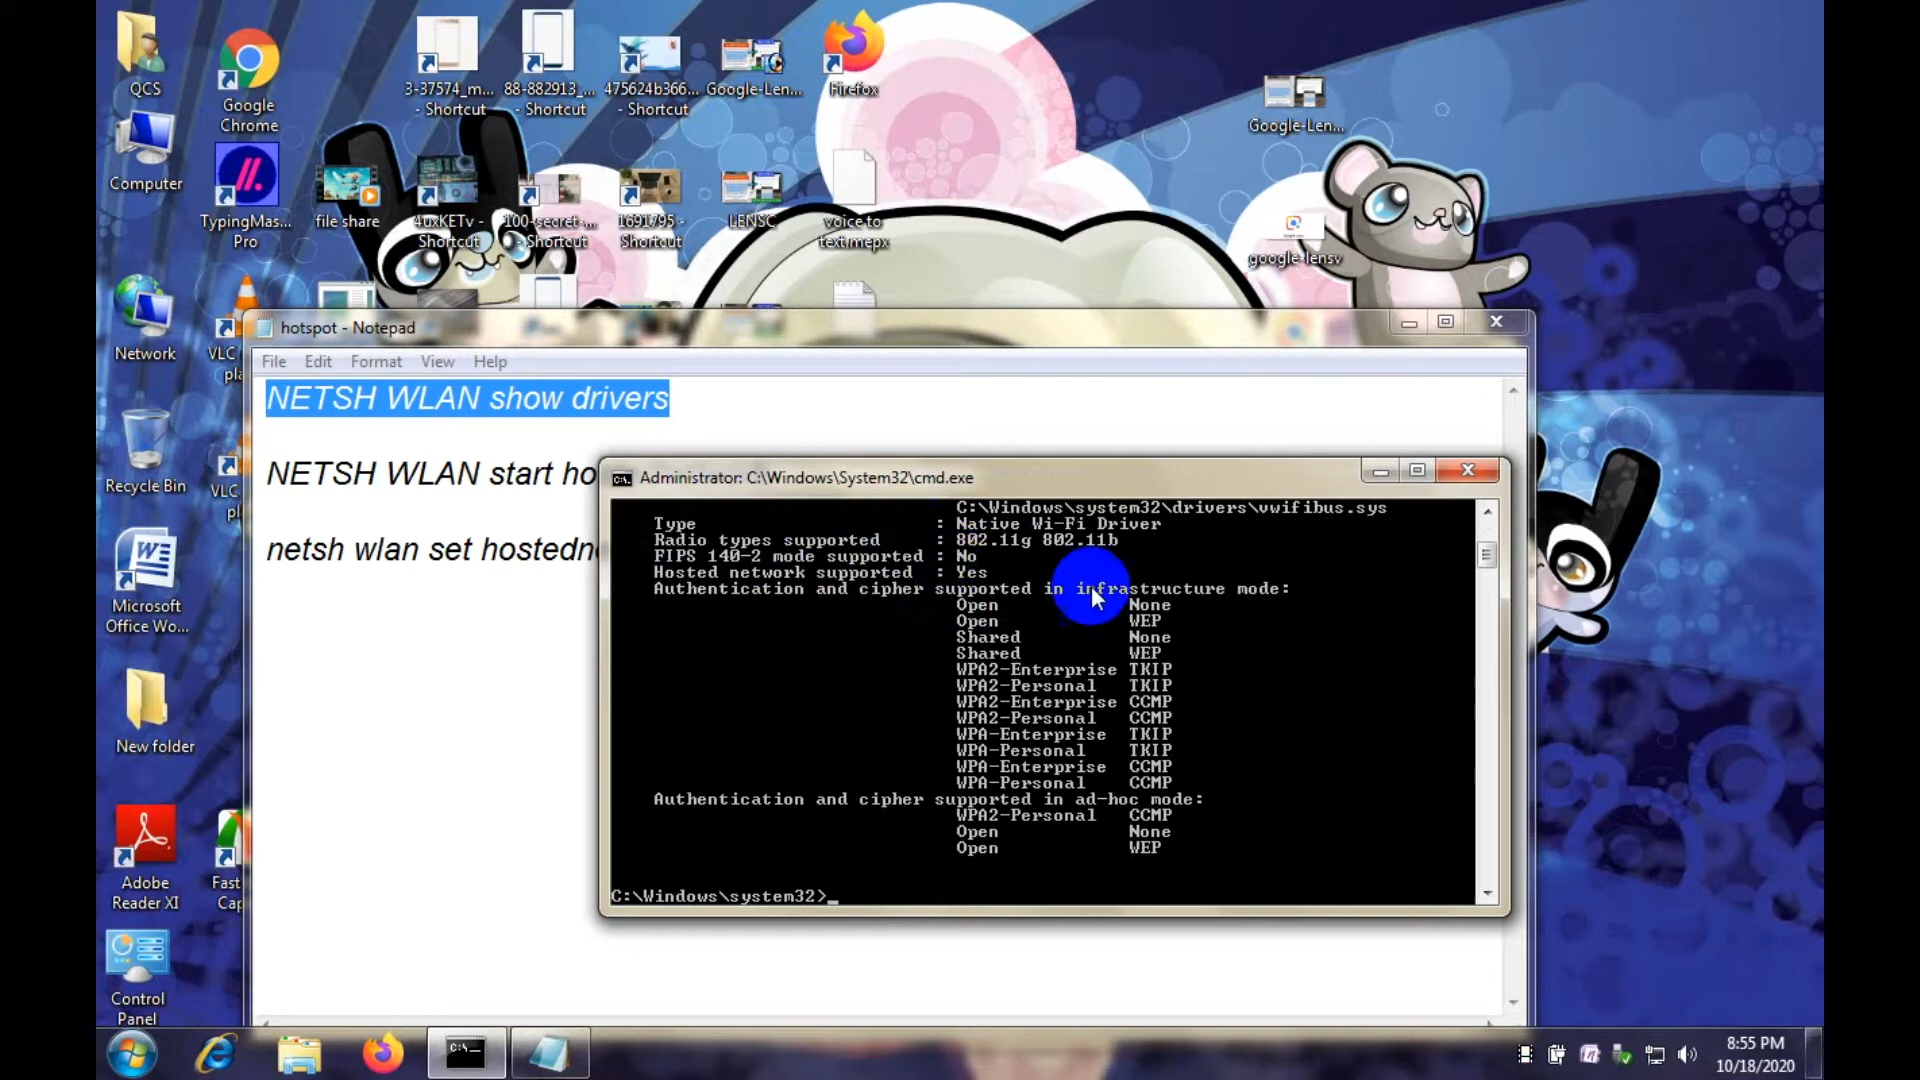 QCS
Google
Chrome
3-37574_m...
- Shortcut
88-882913_...
- Shortcut
475624b366...
- Shortcut
Google-Len...
Firefox
Google-Len...
Computer
TypingMas...
Pro
file share
4uxKETv -
Shortcut
100-secret-...
- Shortcut
1691795 -
Shortcut
LENSC
voice to
text.mepx
google-lensv
Network
VLC
pla
Recycle Bin
VLC
pl
Microsoft
Office Wo...
New folder
Adobe
Reader XI
Fast
Cap
Control
Panel
hotspot - Notepad
File Edit Format View Help
NETSH WLAN show drivers
NETSH WLAN start ho
netsh wlan set hostedn
Administrator: C:\Windows\System32\cmd.exe
C:\Windows\system32\drivers\vwifibus.sys
Type : Native Wi-Fi Driver
Radio types supported : 802.11g 802.11b
FIPS 140-2 mode supported : No
Hosted network supported : Yes
Authentication and cipher supported in infrastructure mode:
Open None
Open WEP
Shared None
Shared WEP
WPA2-Enterprise TKIP
WPA2-Personal TKIP
WPA2-Enterprise CCMP
WPA2-Personal CCMP
WPA-Enterprise TKIP
WPA-Personal TKIP
WPA-Enterprise CCMP
WPA-Personal CCMP
Authentication and cipher supported in ad-hoc mode:
WPA2-Personal CCMP
Open None
Open WEP
C:\Windows\system32>_
8:55 PM
10/18/2020